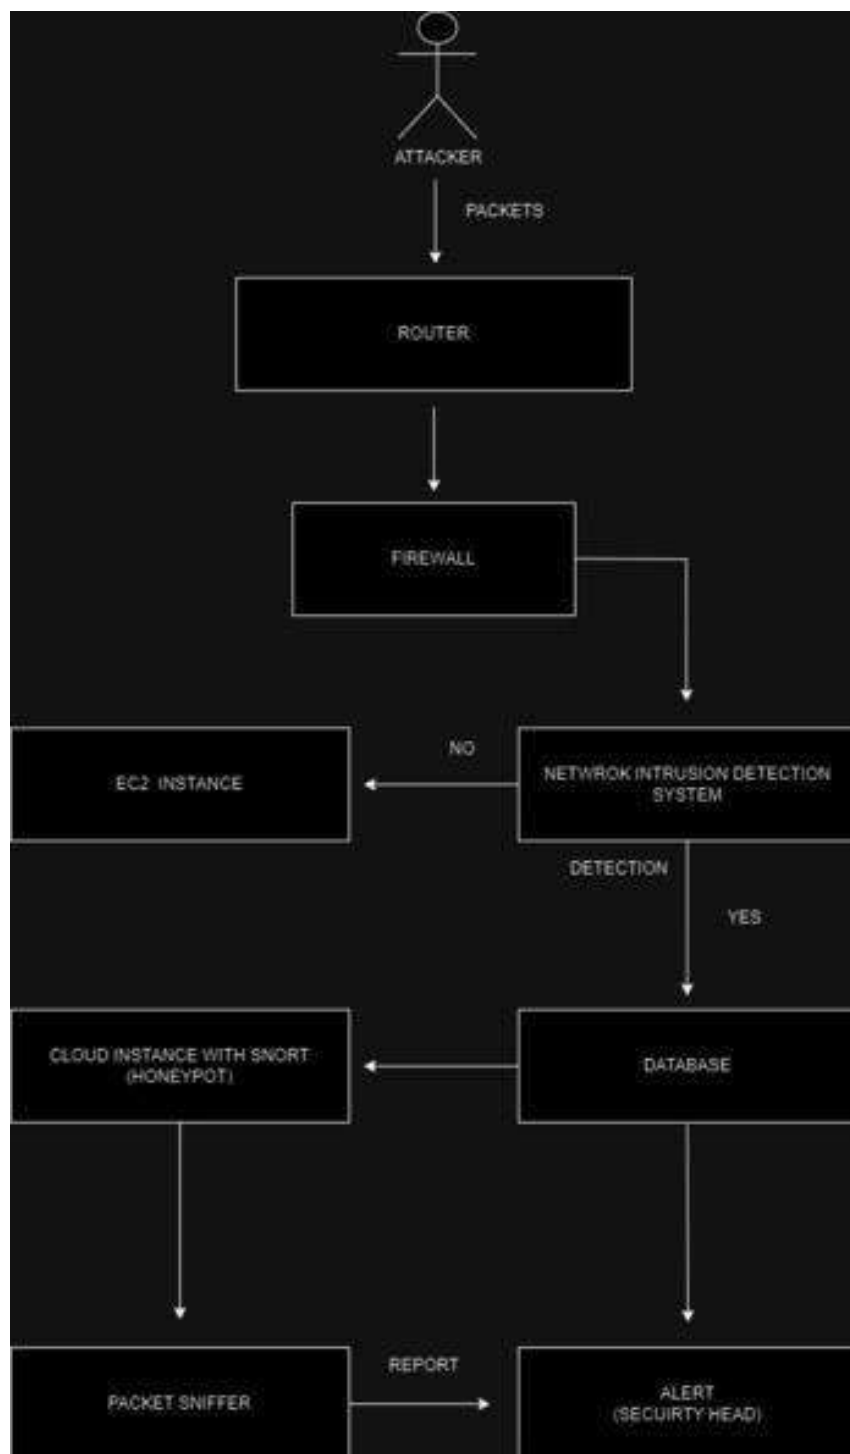 ATTACKER
PACKETS
ROUTER
FIREWALL
NO
EC2 INSTANCE
NETWROK INTRUSION DETECTION
SYSTEM
DETECTION
YES
CLOUD INSTANCE WITH SNORT
(HONEYPOT)
DATABASE
REPORT
PACKET SNIFFER
ALERT
(SECUIRTY HEAD)